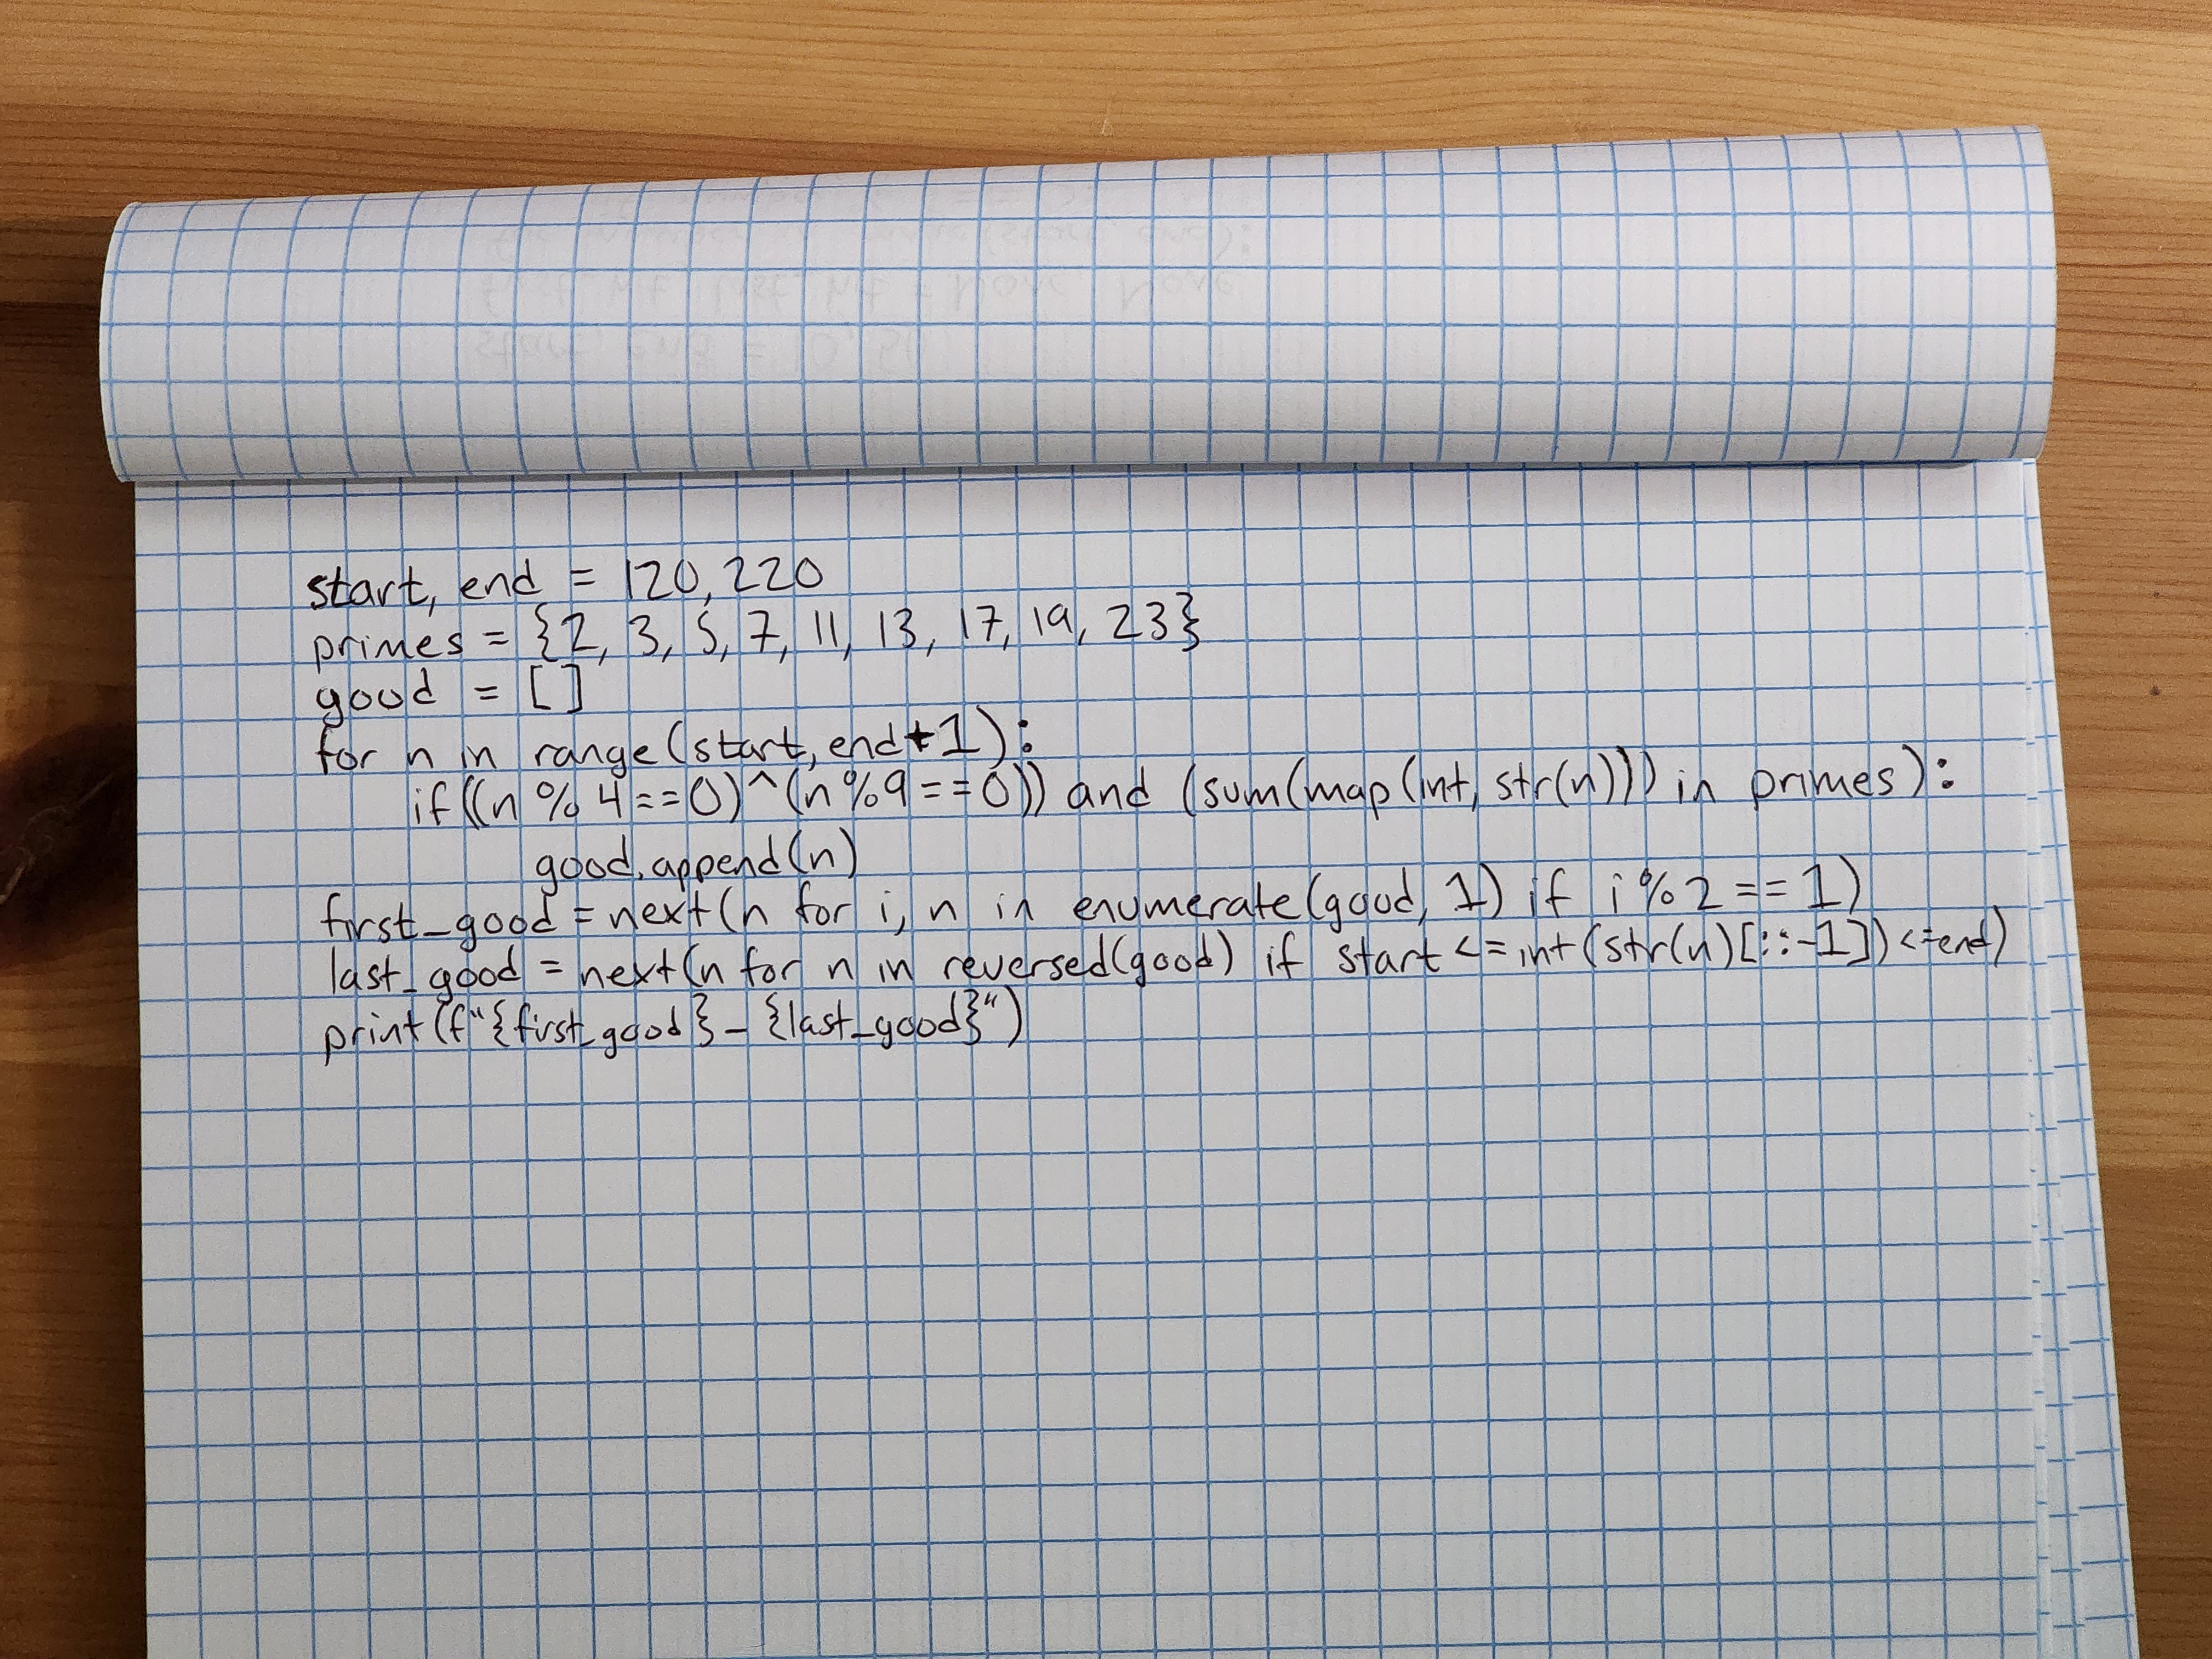 start, end = 120, 220
primes = {2, 3, 5, 7, 11, 13, 17, 19, 23}
good = []
for n in range(start, end+1):
if((n % 4==0)^(n%9==0)) and (sum(map(int, str(n))) in primes):
good.append(n)
first_good = next(n for i, n in enumerate(good, 1) if i%2 == 1)
last_good = next(n for n in reversed(good) if start <= int(str(n)[::-1]) <=end)
print(f"{first_good} - {last_good}")